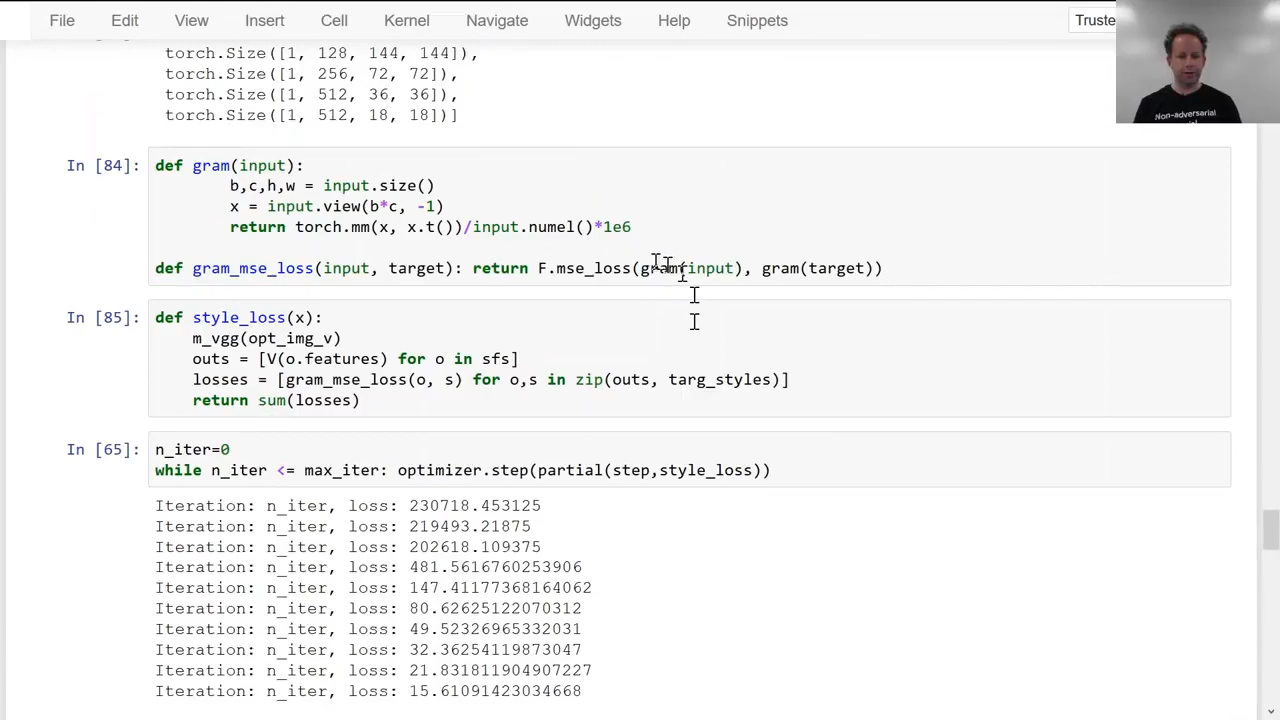 File Edit View Insert Cell Kernel Navigate Widgets Help Snippets Truste
torch.Size([1, 128, 144, 144]),
torch.Size([1, 256, 72, 72]),
torch.Size([1, 512, 36, 36]),
torch.Size([1, 512, 18, 18])]
In [84]: def gram(input):
b,c,h,w = input.size()
x = input.view(b*c, -1)
return torch.mm(x, x.t())/input.numel()*1e6
def gram_mse_loss(input, target): return F.mse_loss(gram(input), gram(target))
In [85]: def style_loss(x):
m_vgg(opt_img_v)
outs = [V(o.features) for o in sfs]
losses = [gram_mse_loss(o, s) for o,s in zip(outs, targ_styles)]
return sum(losses)
In [65]: n_iter=0
while n_iter <= max_iter: optimizer.step(partial(step,style_loss))
Iteration: n_iter, loss: 230718.453125
Iteration: n_iter, loss: 219493.21875
Iteration: n_iter, loss: 202618.109375
Iteration: n_iter, loss: 481.5616760253906
Iteration: n_iter, loss: 147.41177368164062
Iteration: n_iter, loss: 80.62625122070312
Iteration: n_iter, loss: 49.52326965332031
Iteration: n_iter, loss: 32.36254119873047
Iteration: n_iter, loss: 21.831811904907227
Iteration: n_iter, loss: 15.61091423034668
Non-adversarial